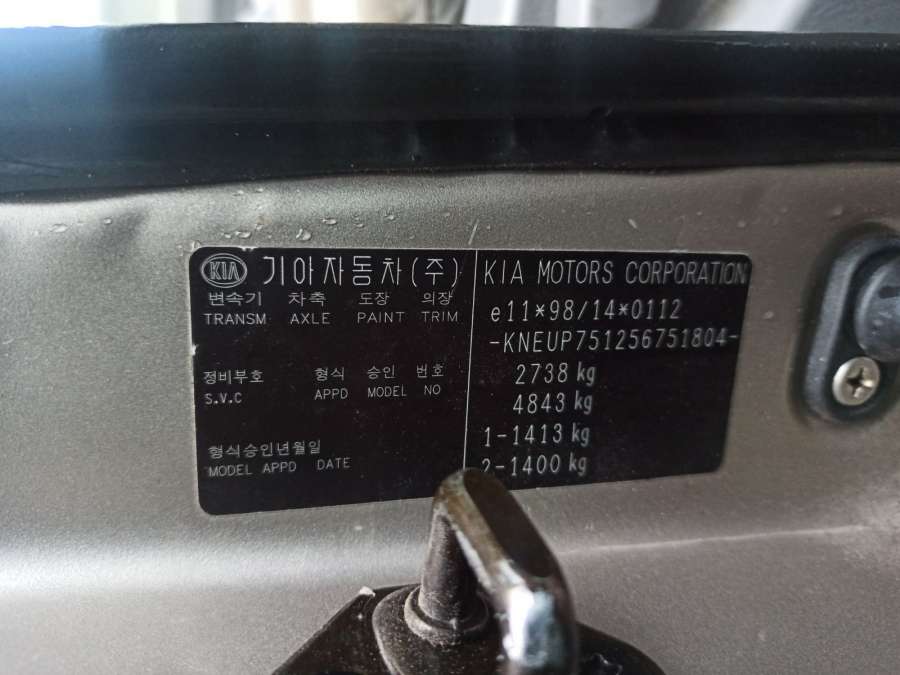 KIA 기아자동차(주)
변속기 차축 도장 의장
TRANSM AXLE PAINT TRIM
정비부호 형식 승인 번호
S.V.C APPD MODEL NO
형식승인년월일
MODEL APPD DATE
KIA MOTORS CORPORATION
e11*98/14*0112
-KNEUP751256751804-
2738 kg
4843 kg
1-1413 kg
2-1400 kg